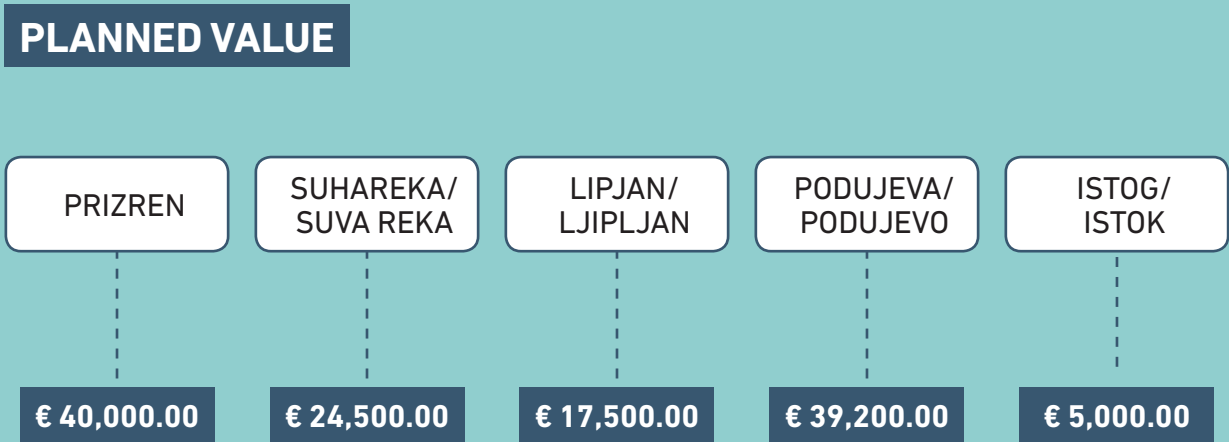 PLANNED VALUE
PRIZREN
SUHAREKA/
SUVA REKA
LIPJAN/
LJIPLJAN
PODUJEVA/
PODUJEVO
ISTOG/
ISTOK
€ 40,000.00
€ 24,500.00
€ 17,500.00
€ 39,200.00
€ 5,000.00